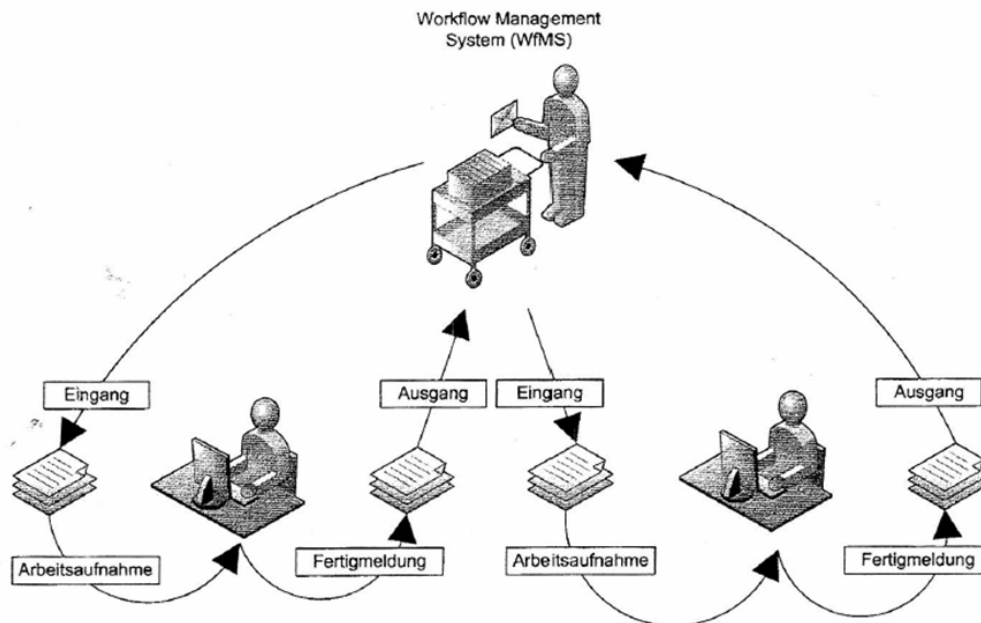 Workflow Management
System (WfMS)
Eingang
Ausgang
Eingang
Ausgang
Arbeitsaufnahme
Fertigmeldung
Arbeitsaufnahme
Fertigmeldung